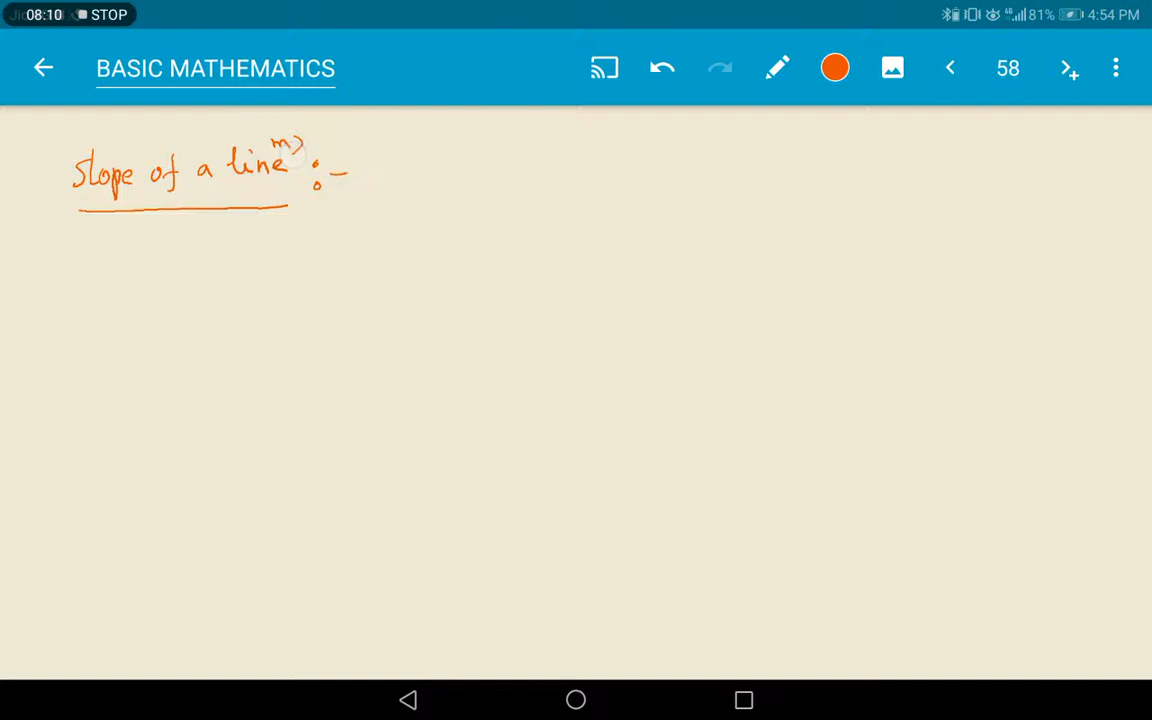 08:10 STOP 81% 4:54 PM
BASIC MATHEMATICS 58
Slope of a line :-